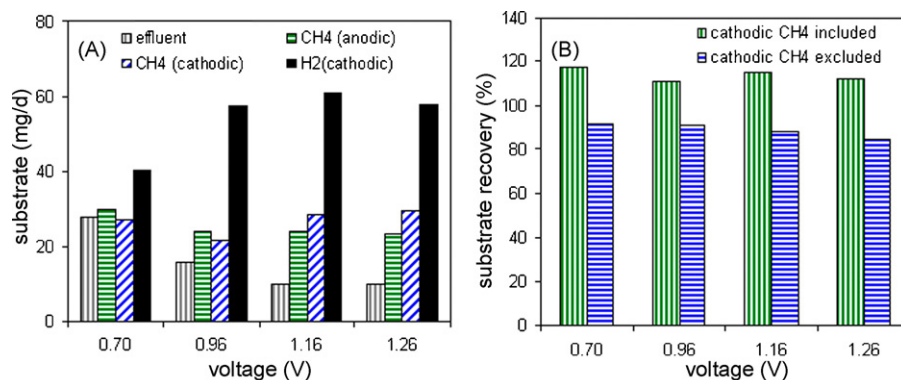 (A)
effluent
CH4 (anodic)
CH4 (cathodic)
H2(cathodic)
80
60
40
20
0
substrate (mg/d)
0.70 0.96 1.16 1.26
voltage (V)
(B)
cathodic CH4 included
cathodic CH4 excluded
140
120
100
80
60
40
20
0
substrate recovery (%)
0.70 0.96 1.16 1.26
voltage (V)